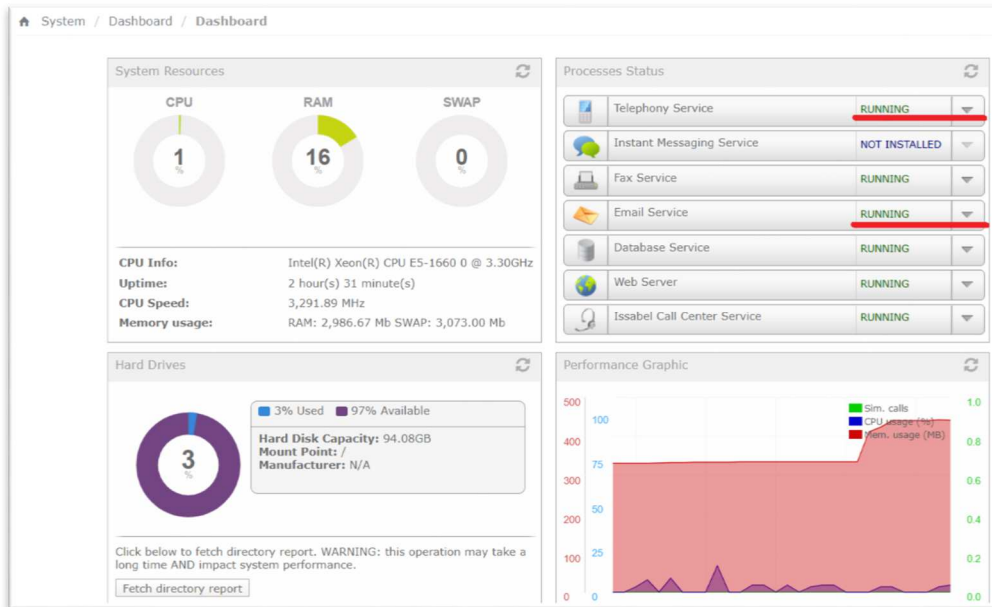 System / Dashboard / Dashboard
System Resources
CPU RAM SWAP
1 % 16 % 0 %
CPU Info: Intel(R) Xeon(R) CPU E5-1660 0 @ 3.30GHz
Uptime: 2 hour(s) 31 minute(s)
CPU Speed: 3,291.89 MHz
Memory usage: RAM: 2,986.67 Mb SWAP: 3,073.00 Mb
Processes Status
Telephony Service RUNNING
Instant Messaging Service NOT INSTALLED
Fax Service RUNNING
Email Service RUNNING
Database Service RUNNING
Web Server RUNNING
Issabel Call Center Service RUNNING
Hard Drives
3% Used 97% Available
3 %
Hard Disk Capacity: 94.08GB
Mount Point: /
Manufacturer: N/A
Click below to fetch directory report. WARNING: this operation may take a
long time AND impact system performance.
Fetch directory report
Performance Graphic
Sim. calls
CPU usage (%)
Mem. usage (MB)
500
400
300
200
100
0
100
75
50
25
0
1.0
0.8
0.6
0.4
0.2
0.0